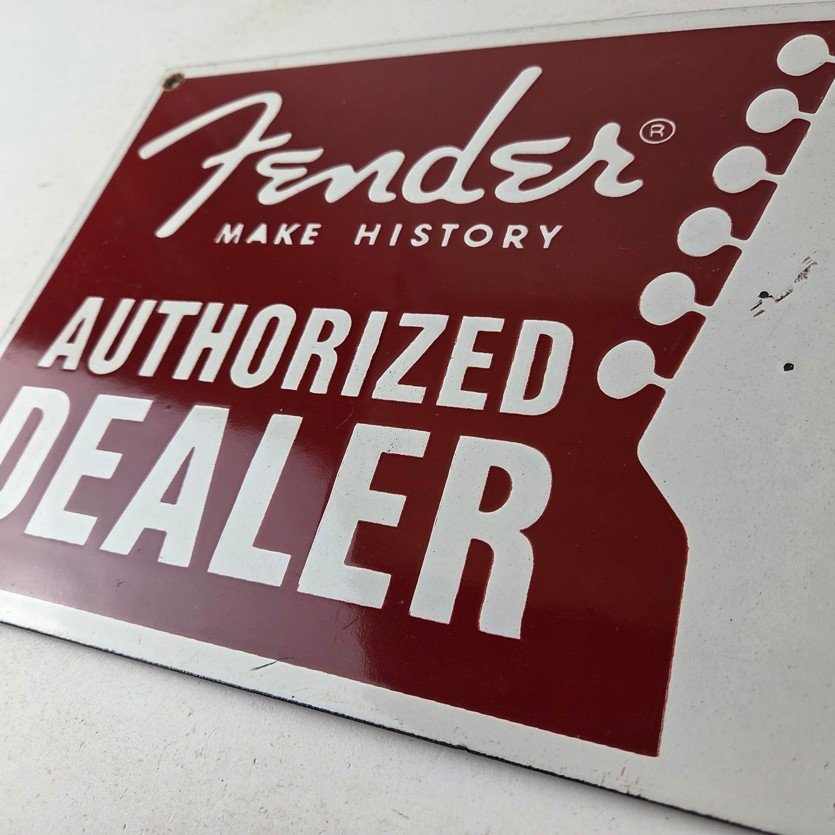 Fender®
MAKE HISTORY
AUTHORIZED
DEALER